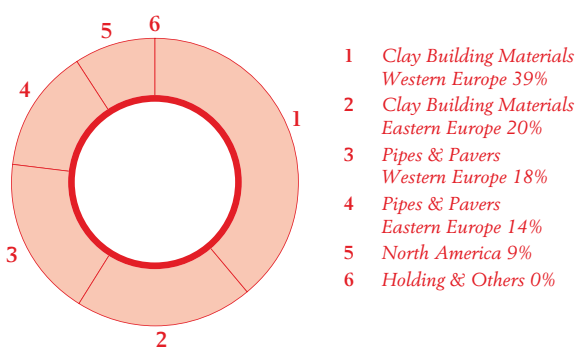 5
6
4
1
3
2
1 Clay Building Materials
Western Europe 39%
2 Clay Building Materials
Eastern Europe 20%
3 Pipes & Pavers
Western Europe 18%
4 Pipes & Pavers
Eastern Europe 14%
5 North America 9%
6 Holding & Others 0%